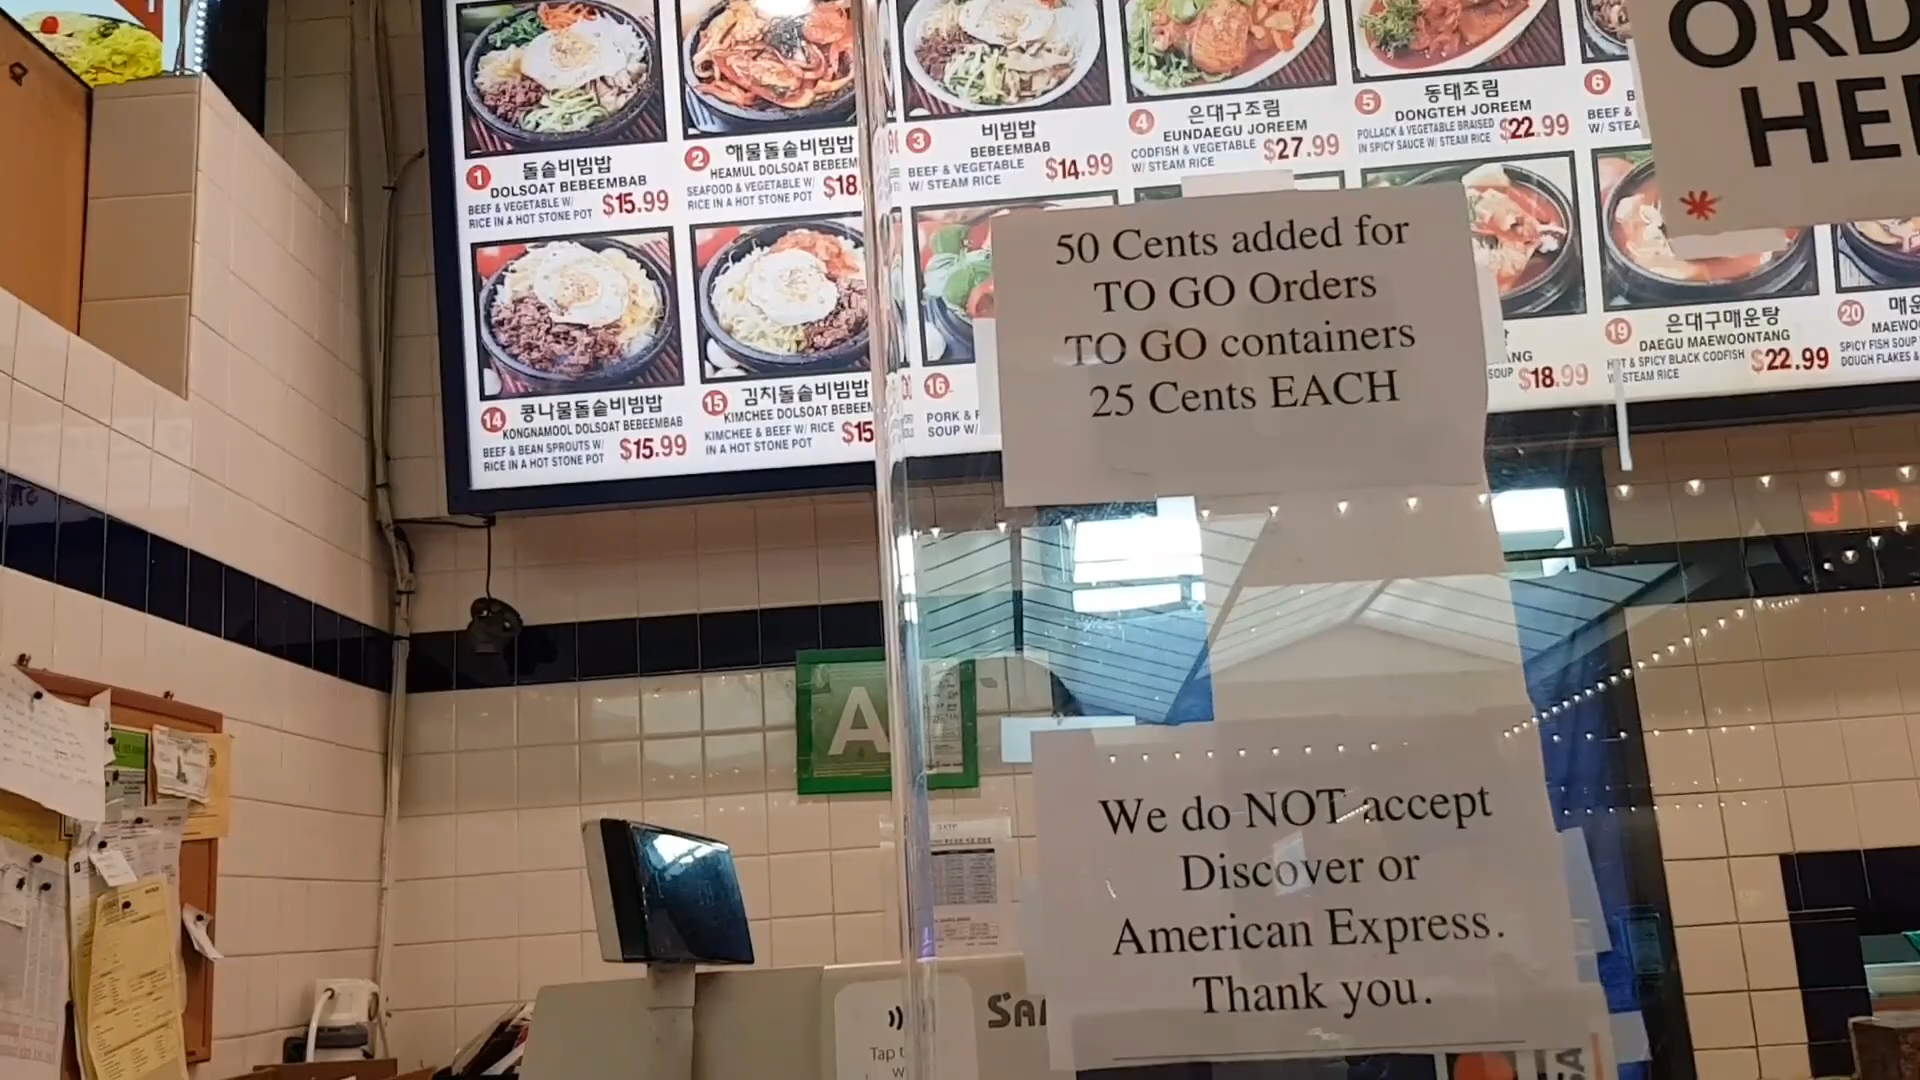 ORD
HE
1 돌솥비빔밥
DOLSOAT BEBEEMBAB
BEEF & VEGETABLE W/
RICE IN A HOT STONE POT $15.99
2 해물돌솥비빔밥
HEAMUL DOLSOAT BEBEEM
SEAFOOD & VEGETABLE W/
RICE IN A HOT STONE POT $18
3 비빔밥
BEBEEMBAB
BEEF & VEGETABLE
W/ STEAM RICE $14.99
4 은대구조림
EUNDAEGU JOREEM
CODFISH & VEGETABLE
W/ STEAM RICE $27.99
5 동태조림
DONGTEH JOREEM
POLLACK & VEGETABLE BRAISED
IN SPICY SAUCE W/ STEAM RICE $22.99
6
BEEF &
W/ STEA
14 콩나물돌솥비빔밥
KONGNAMOOL DOLSOAT BEBEEMBAB
BEEF & BEAN SPROUTS W/
RICE IN A HOT STONE POT $15.99
15 김치돌솥비빔밥
KIMCHEE DOLSOAT BEBEEM
KIMCHEE & BEEF W/ RICE
IN A HOT STONE POT $15
16
PORK &
SOUP W/
ANG
SOUP $18.99
19 은대구매운탕
DAEGU MAEWOONTANG
HOT & SPICY BLACK CODFISH
W/ STEAM RICE $22.99
20 매운
MAEWO
SPICY FISH SOUP
DOUGH FLAKES &
50 Cents added for
TO GO Orders
TO GO containers
25 Cents EACH
A
We do NOT accept
Discover or
American Express.
Thank you.
SA
Tap t